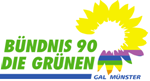 BÜNDNIS 90
DIE GRÜNEN
GAL MÜNSTER